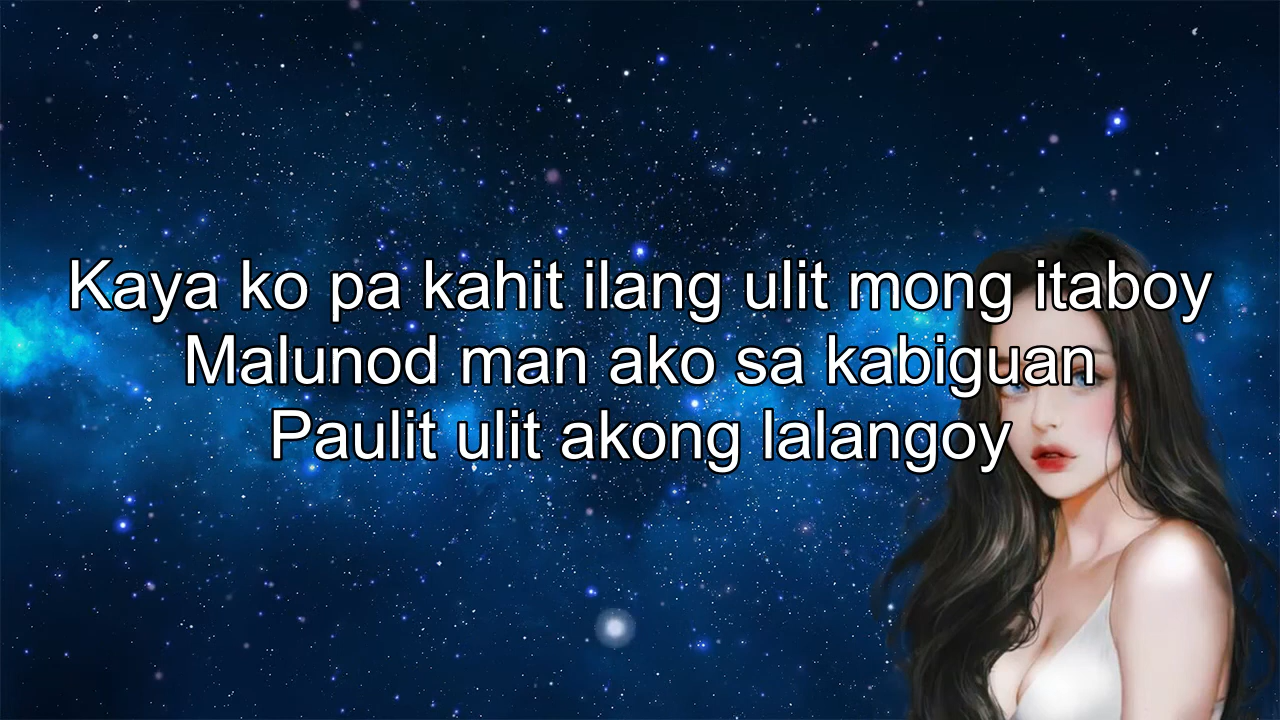 Kaya ko pa kahit ilang ulit mong itaboy
Malunod man ako sa kabiguan
Paulit ulit akong lalangoy